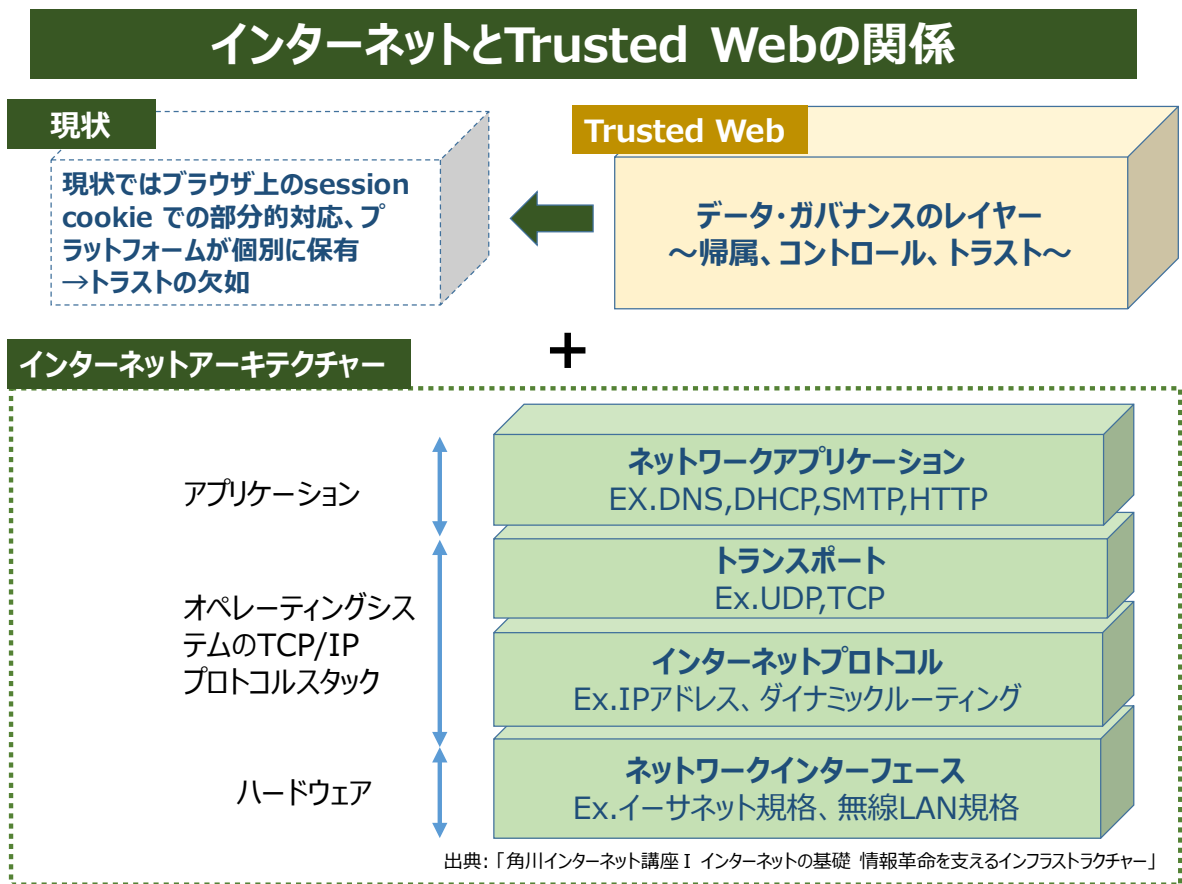 インターネットとTrusted Webの関係
現状
現状ではブラウザ上のsession
cookie での部分的対応、プ
ラットフォームが個別に保有
→トラストの欠如
Trusted Web
データ・ガバナンスのレイヤー
～帰属、コントロール、トラスト～
+
インターネットアーキテクチャー
アプリケーション
ネットワークアプリケーション
EX.DNS,DHCP,SMTP,HTTP
オペレーティングシス
テムのTCP/IP
プロトコルスタック
トランスポート
Ex.UDP,TCP
インターネットプロトコル
Ex.IPアドレス、ダイナミックルーティング
ハードウェア
ネットワークインターフェース
Ex.イーサネット規格、無線LAN規格
出典:「角川インターネット講座Ⅰ インターネットの基礎 情報革命を支えるインフラストラクチャー」